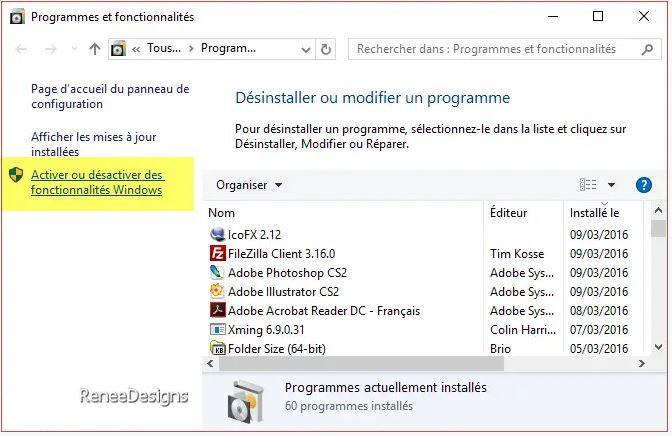 Programmes et fonctionnalités
Tous...
Program...
Rechercher dans : Programmes et fonctionnalités
Page d'accueil du panneau de
configuration
Afficher les mises à jour
installées
Activer ou désactiver des
fonctionnalités Windows
Désinstaller ou modifier un programme
Pour désinstaller un programme, sélectionnez-le dans la liste et cliquez sur
Désinstaller, Modifier ou Réparer.
Organiser
Nom Éditeur Installé le
IcoFX 2.12 09/03/2016
FileZilla Client 3.16.0 Tim Kosse 09/03/2016
Adobe Photoshop CS2 Adobe Sys... 09/03/2016
Adobe Illustrator CS2 Adobe Sys... 09/03/2016
Adobe Acrobat Reader DC - Français Adobe Sys... 08/03/2016
Xming 6.9.0.31 Colin Harri... 07/03/2016
Folder Size (64-bit) Brio 05/03/2016
Programmes actuellement installés
60 programmes installés
ReneeDesigns